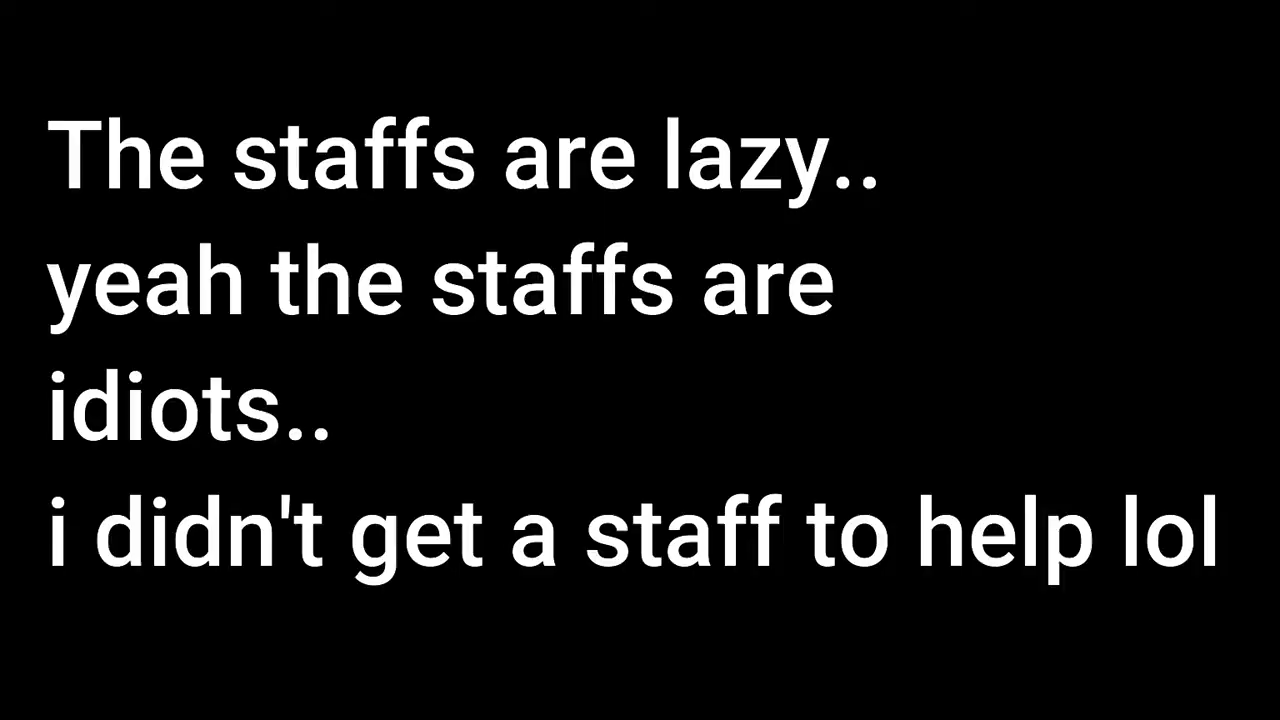 The staffs are lazy..
yeah the staffs are
idiots..
i didn't get a staff to help lol